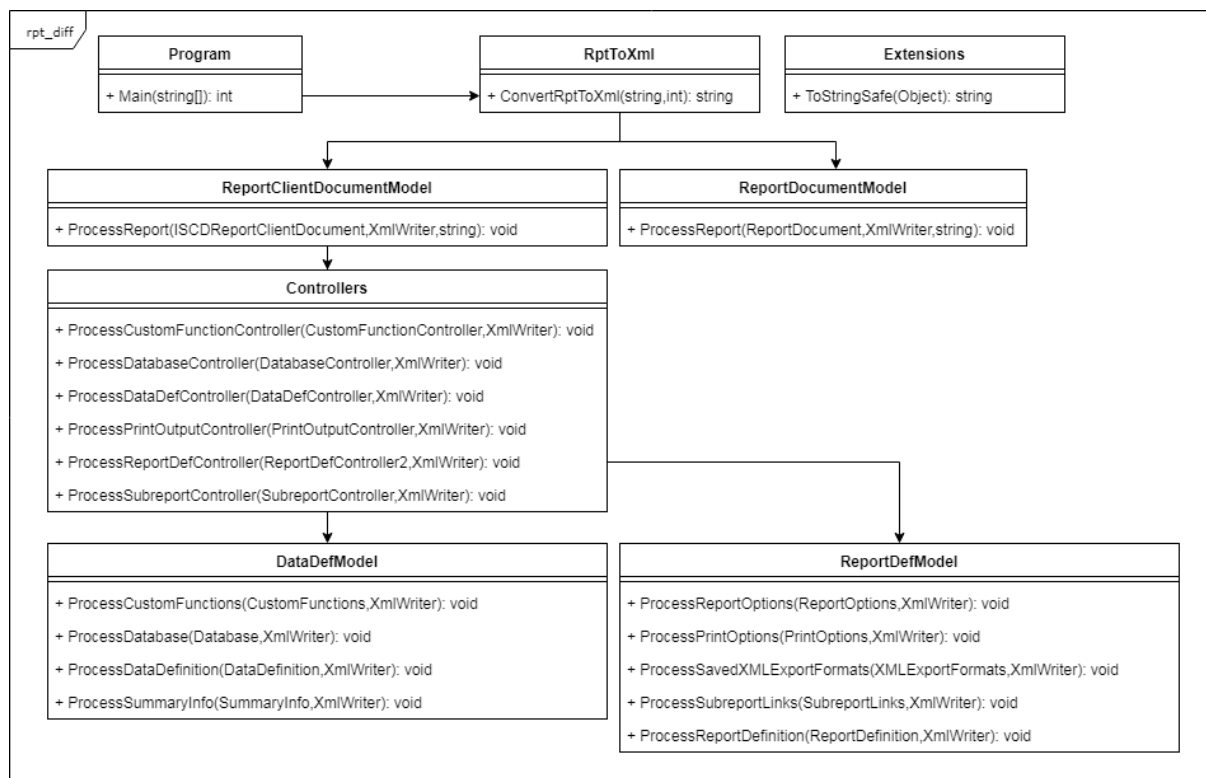 rpt_diff
Program
+ Main(string[]): int
RptToXml
+ ConvertRptToXml(string,int): string
Extensions
+ ToStringSafe(Object): string
ReportClientDocumentModel
+ ProcessReport(ISCDReportClientDocument,XmlWriter,string): void
ReportDocumentModel
+ ProcessReport(ReportDocument,XmlWriter,string): void
Controllers
+ ProcessCustomFunctionController(CustomFunctionController,XmlWriter): void
+ ProcessDatabaseController(DatabaseController,XmlWriter): void
+ ProcessDataDefController(DataDefController,XmlWriter): void
+ ProcessPrintOutputController(PrintOutputController,XmlWriter): void
+ ProcessReportDefController(ReportDefController2,XmlWriter): void
+ ProcessSubreportController(SubreportController,XmlWriter): void
DataDefModel
+ ProcessCustomFunctions(CustomFunctions,XmlWriter): void
+ ProcessDatabase(Database,XmlWriter): void
+ ProcessDataDefinition(DataDefinition,XmlWriter): void
+ ProcessSummaryInfo(SummaryInfo,XmlWriter): void
ReportDefModel
+ ProcessReportOptions(ReportOptions,XmlWriter): void
+ ProcessPrintOptions(PrintOptions,XmlWriter): void
+ ProcessSavedXMLExportFormats(XMLExportFormats,XmlWriter): void
+ ProcessSubreportLinks(SubreportLinks,XmlWriter): void
+ ProcessReportDefinition(ReportDefinition,XmlWriter): void